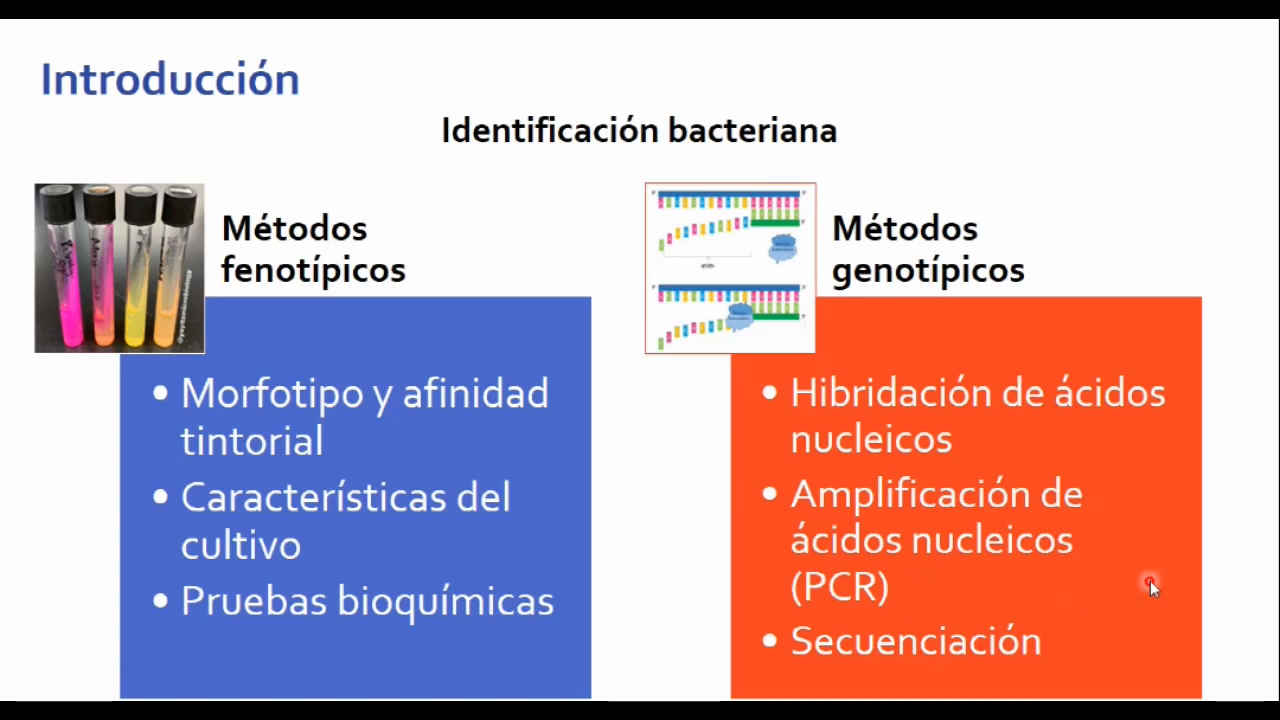 Introducción
Identificación bacteriana
Métodos
fenotípicos
@yayitsmicrobiology
• Morfotipo y afinidad
tintorial
• Características del
cultivo
• Pruebas bioquímicas
Métodos
genotípicos
• Hibridación de ácidos
nucleicos
• Amplificación de
ácidos nucleicos
(PCR)
• Secuenciación